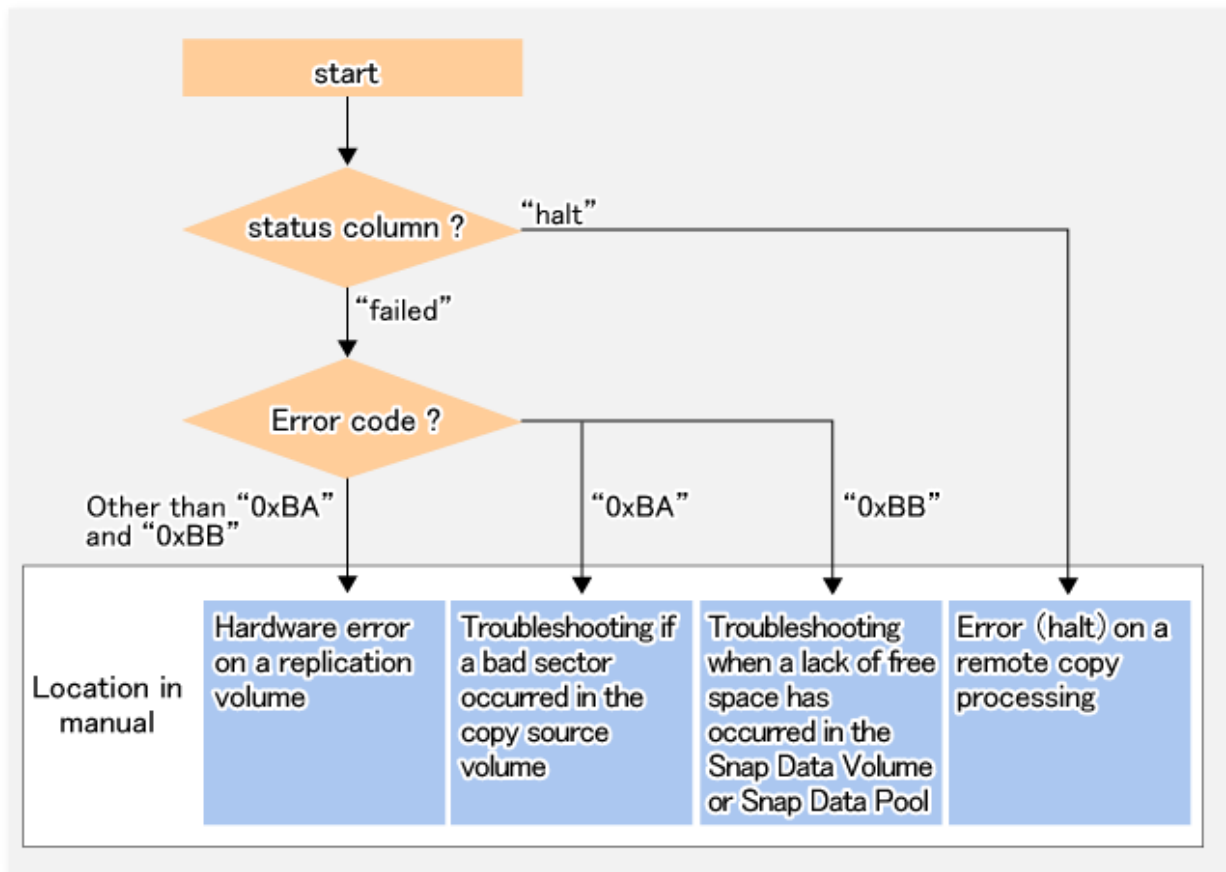 start
status column ?
“halt”
“failed”
Error code ?
Other than “0xBA”
and “0xBB”
“0xBA”
“0xBB”
Location in
manual
Hardware error
on a replication
volume
Troubleshooting if
a bad sector
occurred in the
copy source
volume
Troubleshooting
when a lack of free
space has
occurred in the
Snap Data Volume
or Snap Data Pool
Error (halt) on a
remote copy
processing